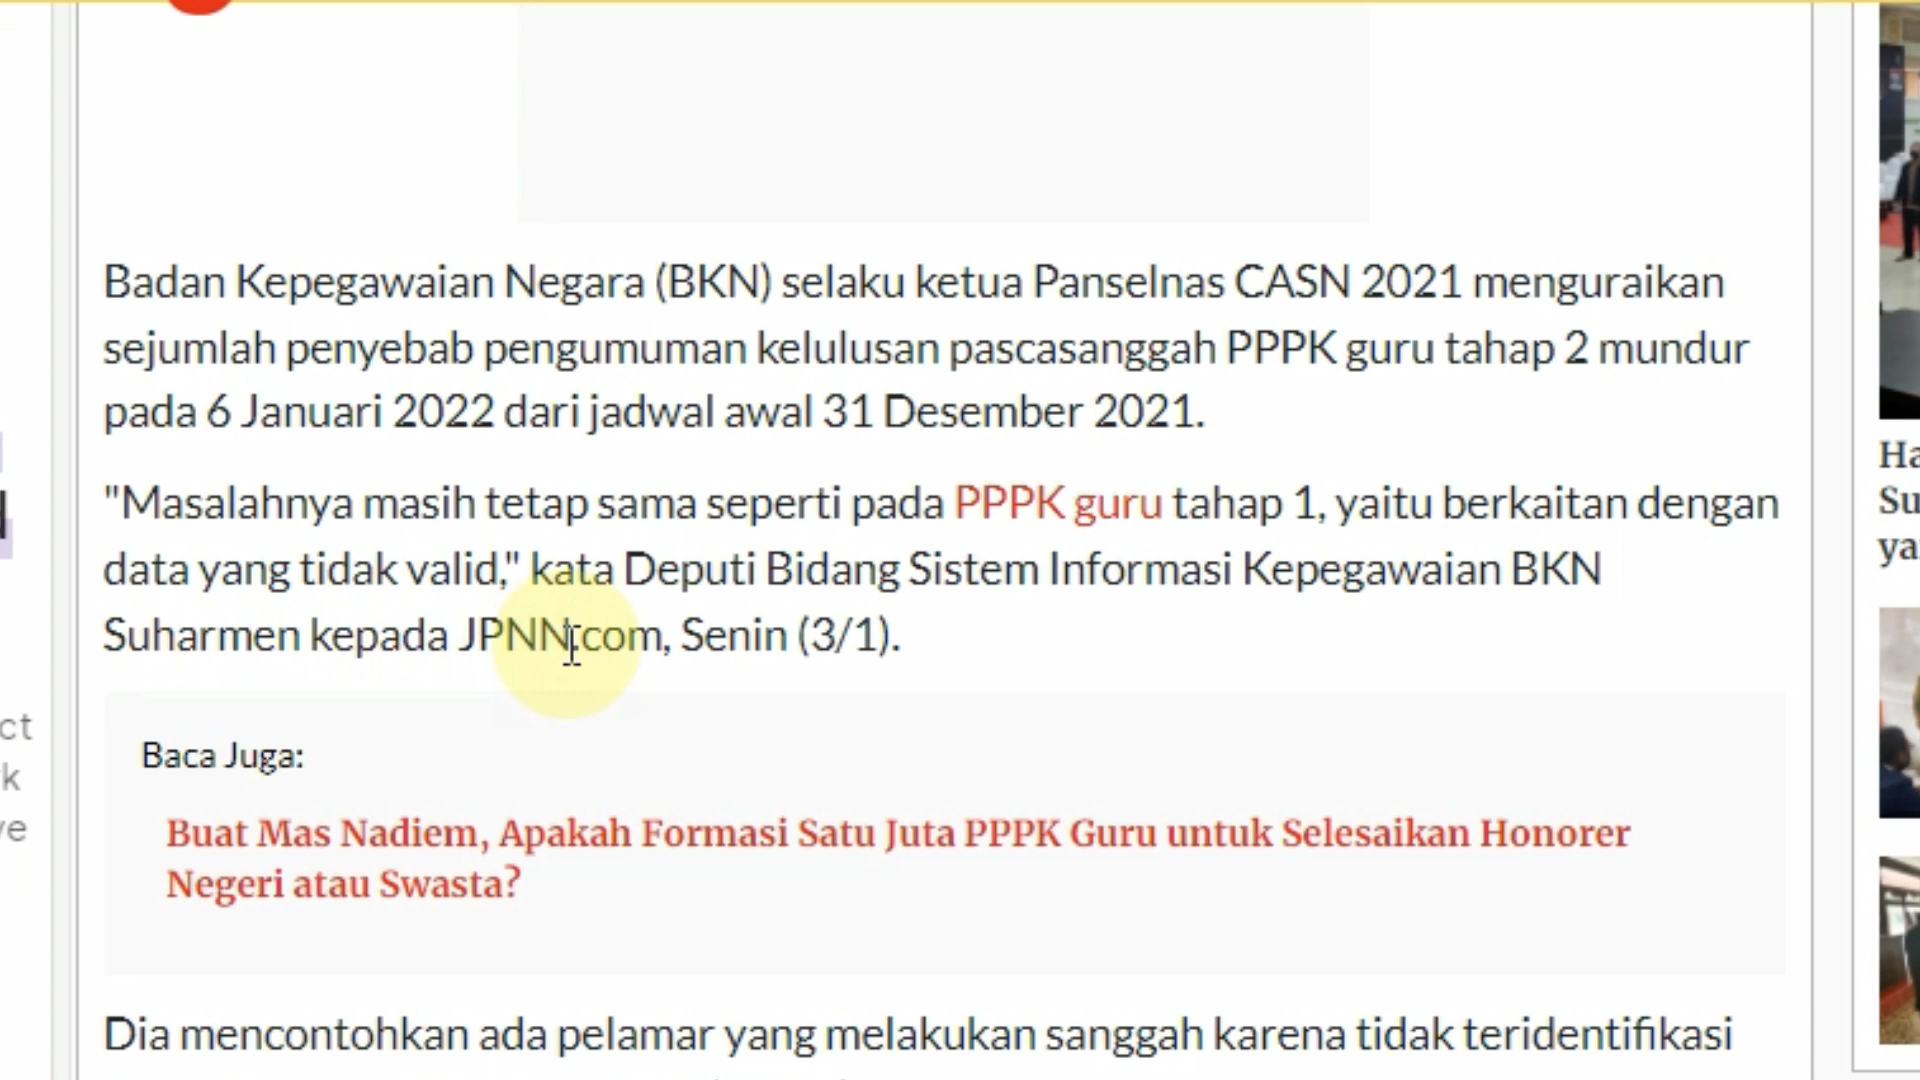 Badan Kepegawaian Negara (BKN) selaku ketua Panselnas CASN 2021 menguraikan
sejumlah penyebab pengumuman kelulusan pascasanggah PPPK guru tahap 2 mundur
pada 6 Januari 2022 dari jadwal awal 31 Desember 2021.
"Masalahnya masih tetap sama seperti pada PPPK guru tahap 1, yaitu berkaitan dengan
data yang tidak valid," kata Deputi Bidang Sistem Informasi Kepegawaian BKN
Suharmen kepada JPNN.com, Senin (3/1).
Baca Juga:
Buat Mas Nadiem, Apakah Formasi Satu Juta PPPK Guru untuk Selesaikan Honorer
Negeri atau Swasta?
Dia mencontohkan ada pelamar yang melakukan sanggah karena tidak teridentifikasi